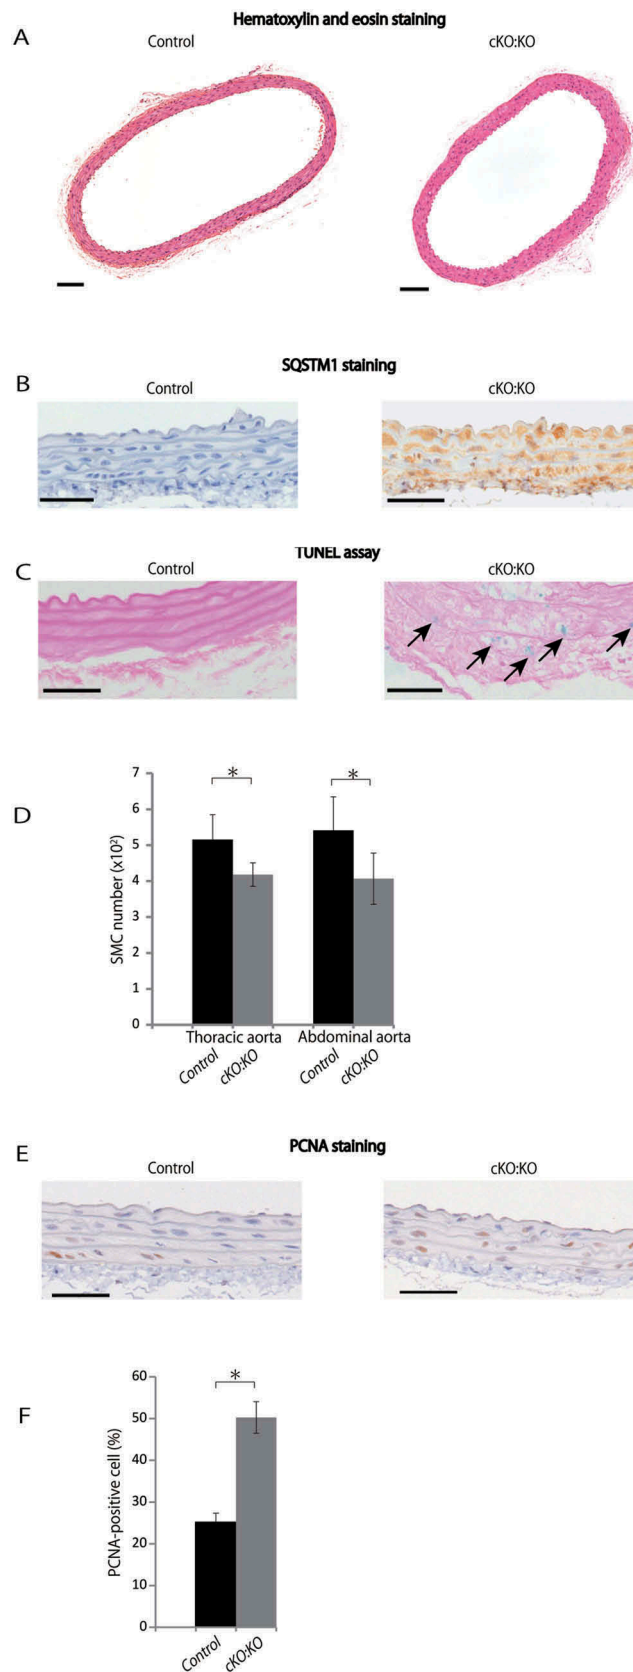 Hematoxylin and eosin staining
A
Control
cKO:KO
SQSTM1 staining
B
Control
cKO:KO
TUNEL assay
C
Control
cKO:KO
D
SMC number (x10²)
7
6
5
4
3
2
1
0
*
*
Thoracic aorta
Abdominal aorta
Control
cKO:KO
Control
cKO:KO
PCNA staining
E
Control
cKO:KO
F
PCNA-positive cell (%)
60
50
40
30
20
10
0
*
Control
cKO:KO